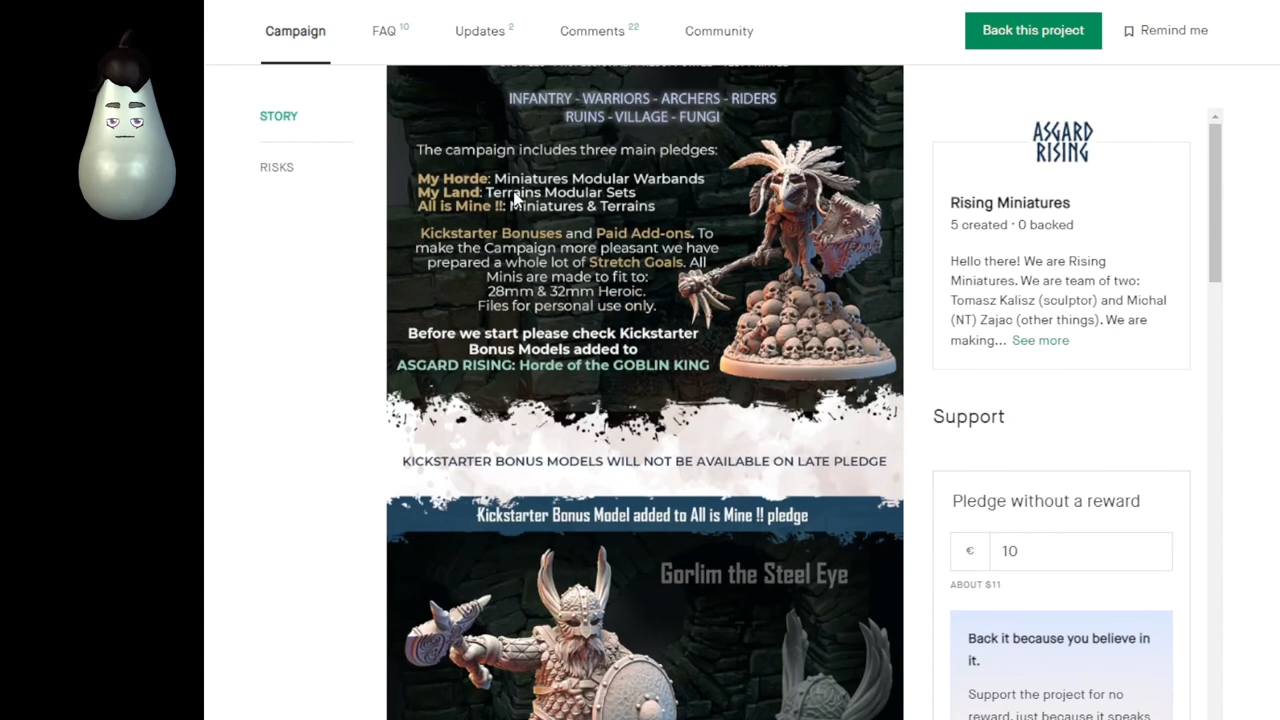 Campaign
FAQ 10
Updates 2
Comments 22
Community
Back this project
Remind me
STORY
RISKS
INFANTRY - WARRIORS - ARCHERS - RIDERS
RUINS - VILLAGE - FUNGI
The campaign includes three main pledges:
My Horde: Miniatures Modular Warbands
My Land: Terrains Modular Sets
All is Mine !!: Miniatures & Terrains
Kickstarter Bonuses and Paid Add-ons. To
make the Campaign more pleasant we have
prepared a whole lot of Stretch Goals. All
Minis are made to fit to:
28mm & 32mm Heroic.
Files for personal use only.
Before we start please check Kickstarter
Bonus Models added to
ASGARD RISING: Horde of the GOBLIN KING
KICKSTARTER BONUS MODELS WILL NOT BE AVAILABLE ON LATE PLEDGE
Kickstarter Bonus Model added to All is Mine !! pledge
Gorlim the Steel Eye
ASGARD
RISING
Rising Miniatures
5 created · 0 backed
Hello there! We are Rising
Miniatures. We are team of two:
Tomasz Kalisz (sculptor) and Michal
(NT) Zajac (other things). We are
making... See more
Support
Pledge without a reward
€ 10
ABOUT $11
Back it because you believe in
it.
Support the project for no
reward, just because it speaks